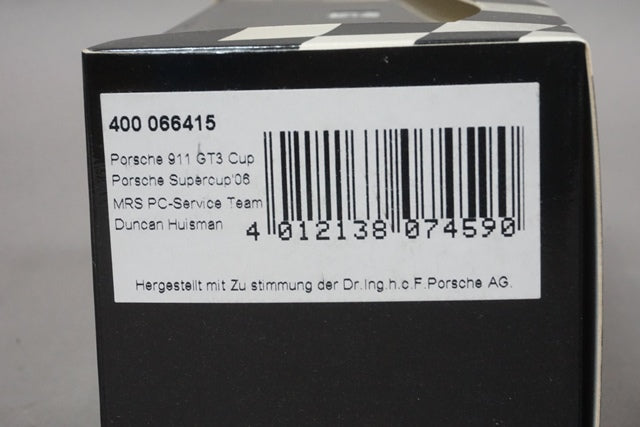 400 066415
Porsche 911 GT3 Cup
Porsche Supercup'06
MRS PC-Service Team
Duncan Huisman
4 012138 074590
Hergestellt mit Zu stimmung der Dr.Ing.h.c.F.Porsche AG.